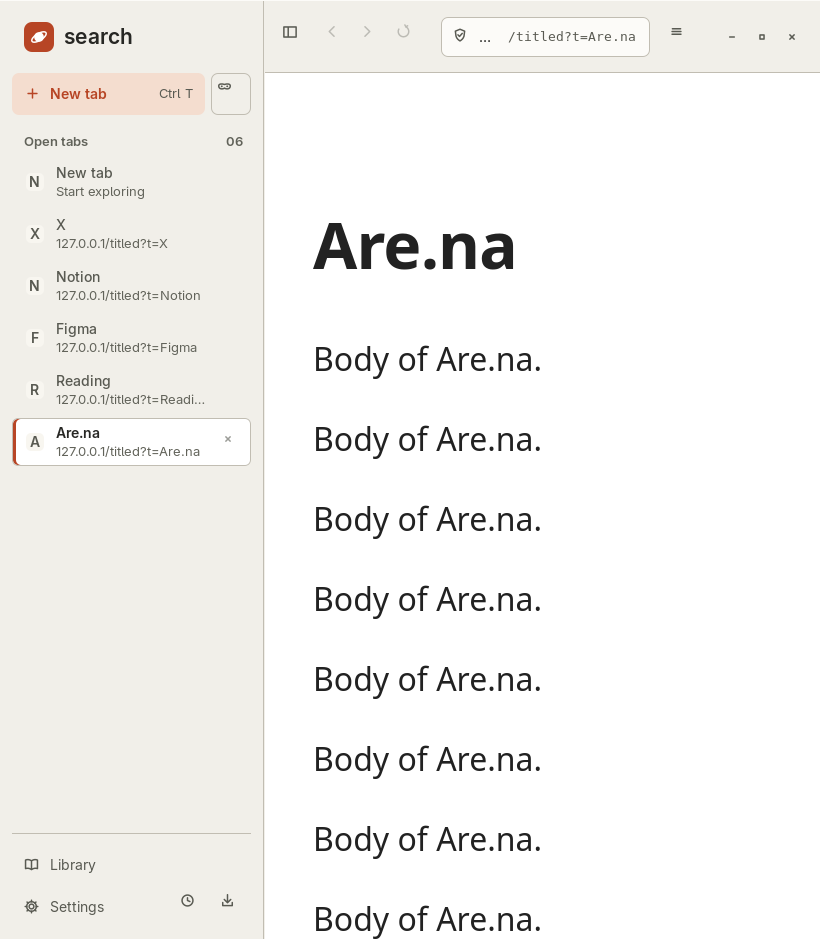 search
New tab Ctrl T
Open tabs 06
N New tab
Start exploring
X X
127.0.0.1/titled?t=X
N Notion
127.0.0.1/titled?t=Notion
F Figma
127.0.0.1/titled?t=Figma
R Reading
127.0.0.1/titled?t=Readi…
A Are.na
127.0.0.1/titled?t=Are.na
Library
Settings
… /titled?t=Are.na
Are.na
Body of Are.na.
Body of Are.na.
Body of Are.na.
Body of Are.na.
Body of Are.na.
Body of Are.na.
Body of Are.na.
Body of Are.na.